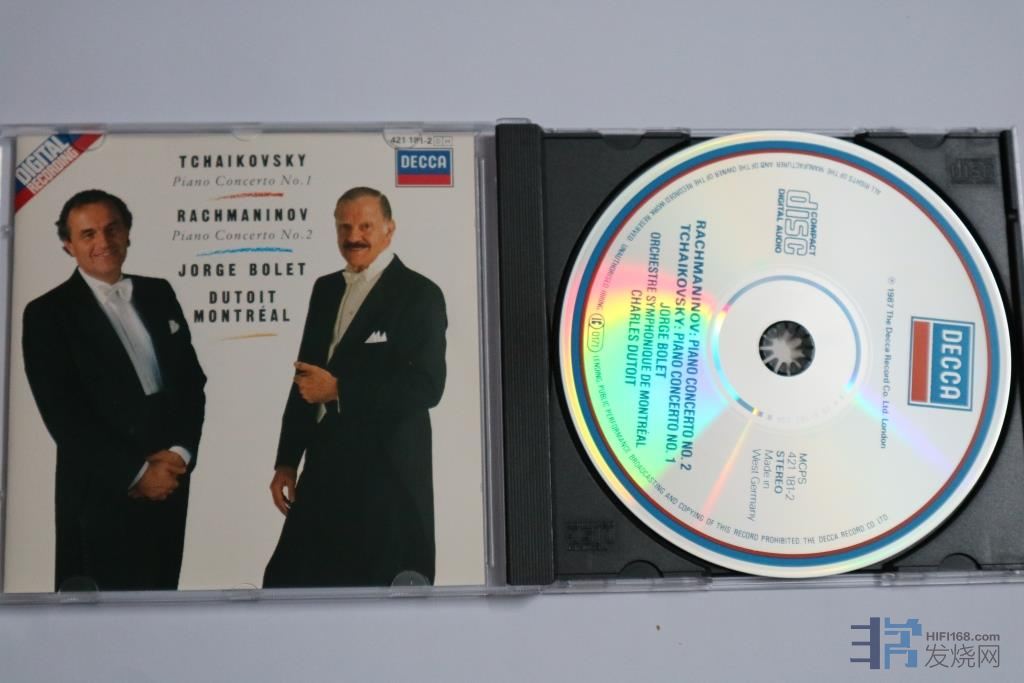 DIGITAL
RECORDING
421 181-2 DH
DECCA
TCHAIKOVSKY
Piano Concerto No.1
RACHMANINOV
Piano Concerto No.2
JORGE BOLET
DUTOIT
MONTRÉAL
COMPACT
disc
DIGITAL AUDIO
RACHMANINOV: PIANO CONCERTO NO. 2
TCHAIKOVSKY: PIANO CONCERTO NO. 1
JORGE BOLET
ORCHESTRE SYMPHONIQUE DE MONTRÉAL
CHARLES DUTOIT
℗ 1987 The Decca Record Co. Ltd. London
DECCA
MCPS
421 181-2
STEREO
Made in
West Germany
ALL RIGHTS OF THE MANUFACTURER AND OF THE OWNER OF THE RECORDED WORK RESERVED. UNAUTHORISED HIRING, LENDING, PUBLIC PERFORMANCE, BROADCASTING AND COPYING OF THIS RECORD PROHIBITED. THE DECCA RECORD CO LTD.
HIFI168.com
发烧网